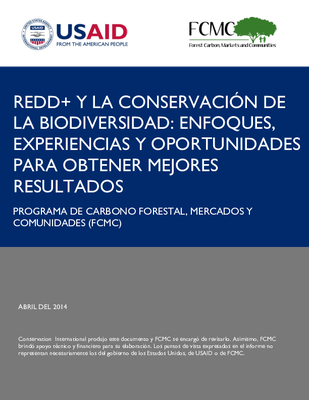 USAID
FROM THE AMERICAN PEOPLE
FCMC
Forest Carbon, Markets and Communities
REDD+ Y LA CONSERVACIÓN DE
LA BIODIVERSIDAD: ENFOQUES,
EXPERIENCIAS Y OPORTUNIDADES
PARA OBTENER MEJORES
RESULTADOS
PROGRAMA DE CARBONO FORESTAL, MERCADOS Y
COMUNIDADES (FCMC)
ABRIL DEL 2014
Conservation International produjo este documento y FCMC se encargó de revisarlo. Asimismo, FCMC
brindó apoyo técnico y financiero para su elaboración. Los puntos de vista expresados en el informe no
representan necesariamente los del gobierno de los Estados Unidos, de USAID o de FCMC.